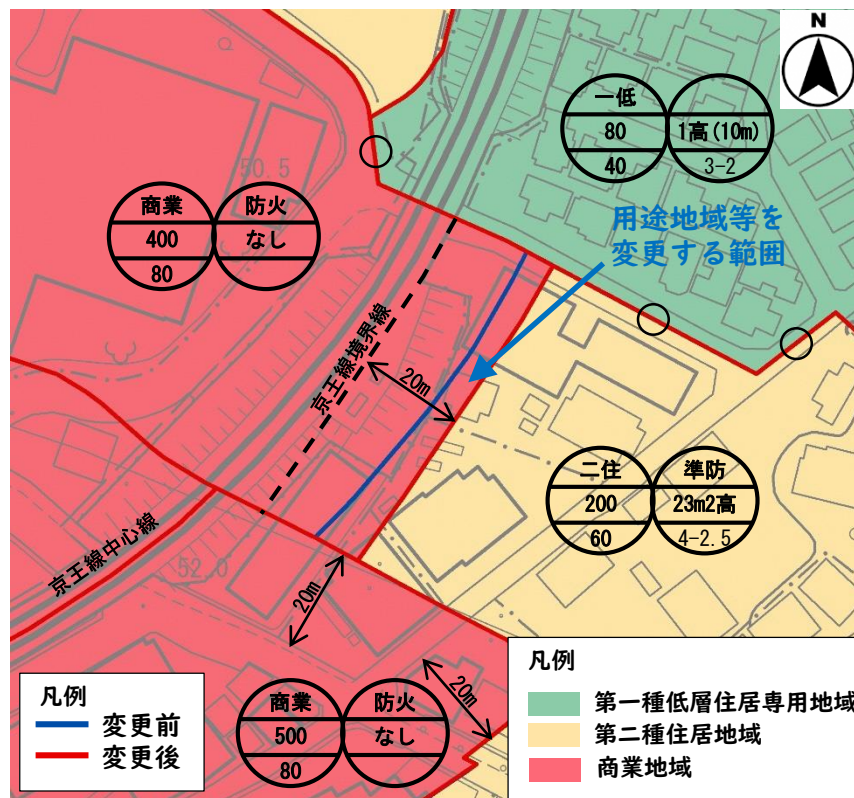 N
一低
80
1高(10m)
40
3-2
50.5
商業
防火
400
なし
80
用途地域等を
変更する範囲
京王線境界線
20m
二住
準防
200
23m2高
60
4-2.5
京王線中心線
52.0
20m
20m
商業
防火
500
なし
80
凡例
変更前
変更後
凡例
第一種低層住居専用地域
第二種住居地域
商業地域